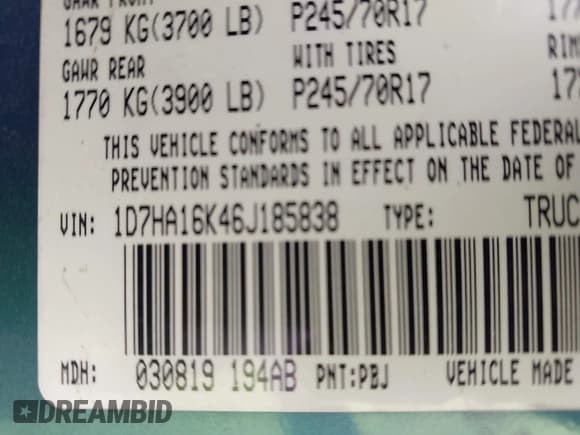 1679 KG(3700 LB) P245/70R17
GAWR REAR WITH TIRES RIM
1770 KG(3900 LB) P245/70R17
THIS VEHICLE CONFORMS TO ALL APPLICABLE FEDERAL
PREVENTION STANDARDS IN EFFECT ON THE DATE OF
VIN: 1D7HA16K46J185838 TYPE: TRUC
MDH: 030819 194AB PNT:PBJ VEHICLE MADE
DREAMBID